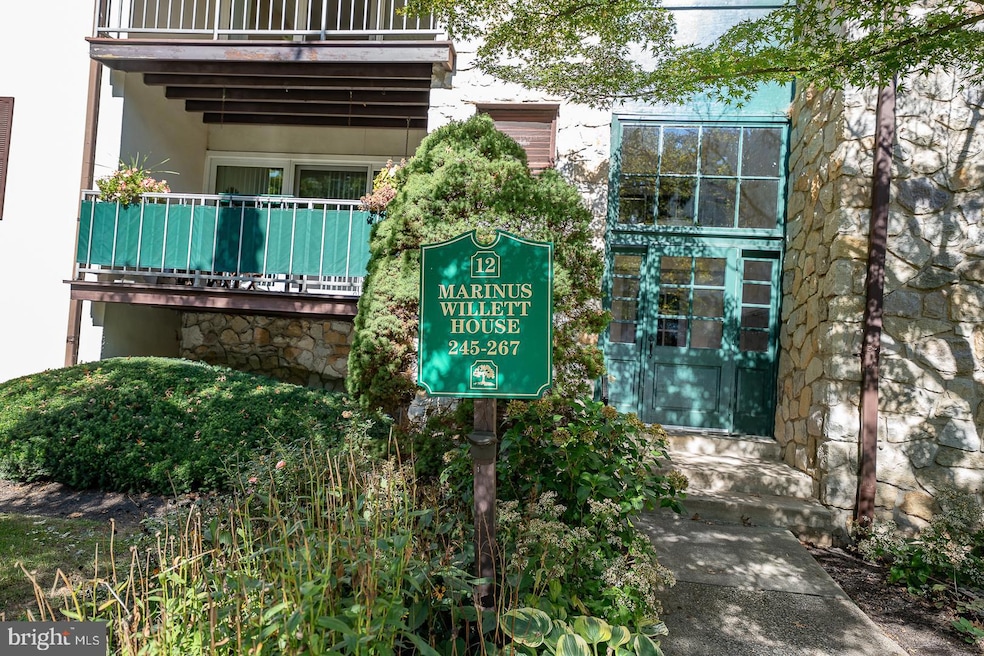 12
MARINUS
WILLETT
HOUSE
245-267
bright MLS